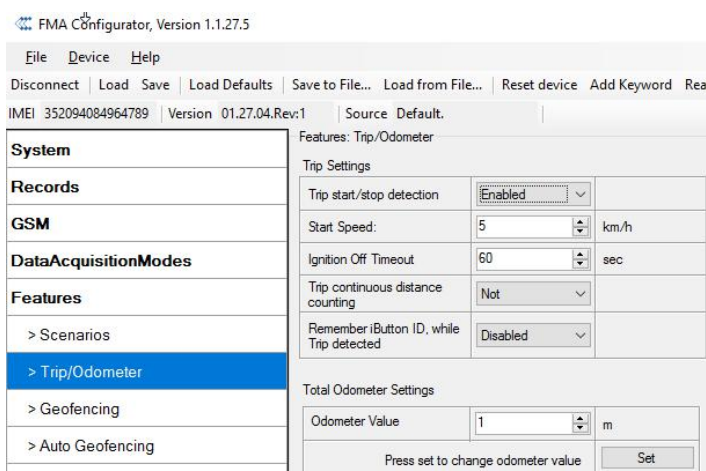 FMA Configurator, Version 1.1.27.5
File Device Help
Disconnect Load Save Load Defaults Save to File... Load from File... Reset device Add Keyword Rea
IMEI 352094084964789 Version 01.27.04.Rev:1 Source Default.
System
Records
GSM
DataAcquisitionModes
Features
> Scenarios
> Trip/Odometer
> Geofencing
> Auto Geofencing
Features: Trip/Odometer
Trip Settings
Trip start/stop detection Enabled
Start Speed: 5 km/h
Ignition Off Timeout 60 sec
Trip continuous distance
counting Not
Remember iButton ID, while
Trip detected Disabled
Total Odometer Settings
Odometer Value 1 m
Press set to change odometer value Set